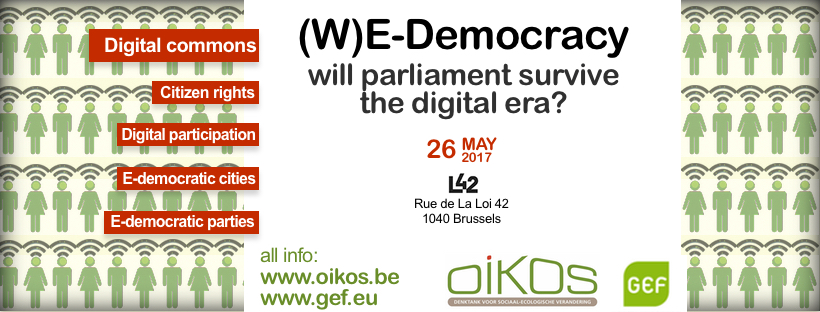 Digital commons
Citizen rights
Digital participation
E-democratic cities
E-democratic parties
(W)E-Democracy
will parliament survive
the digital era?
26 MAY
2017
L42
Rue de La Loi 42
1040 Brussels
all info:
www.oikos.be
www.gef.eu
OiKOs
DENKTANK VOOR SOCIAAL-ECOLOGISCHE VERANDERING
GEF